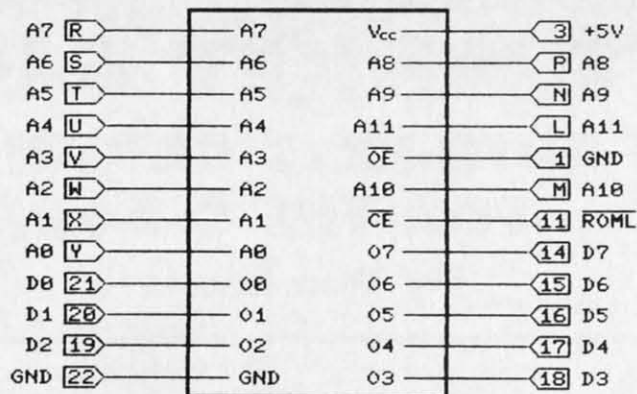 A7 R A7 Vcc 3 +5V
A6 S A6 A8 P A8
A5 T A5 A9 N A9
A4 U A4 A11 L A11
A3 V A3 OE 1 GND
A2 W A2 A10 M A10
A1 X A1 CE 11 ROML
A0 Y A0 O7 14 D7
D0 21 O0 O6 15 D6
D1 20 O1 O5 16 D5
D2 19 O2 O4 17 D4
GND 22 GND O3 18 D3